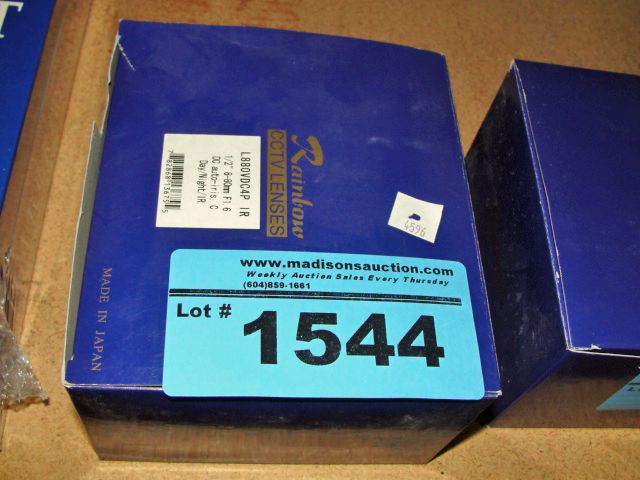 Rainbow
CCTV LENSES
L880VDC4P IR
1/2" 8-80mm F1.6
DC auto-iris, C
Day/Night/IR
4596
MADE IN JAPAN
www.madisonsauction.com
Weekly Auction Sales Every Thursday
(604)859-1661
Lot # 1544
T